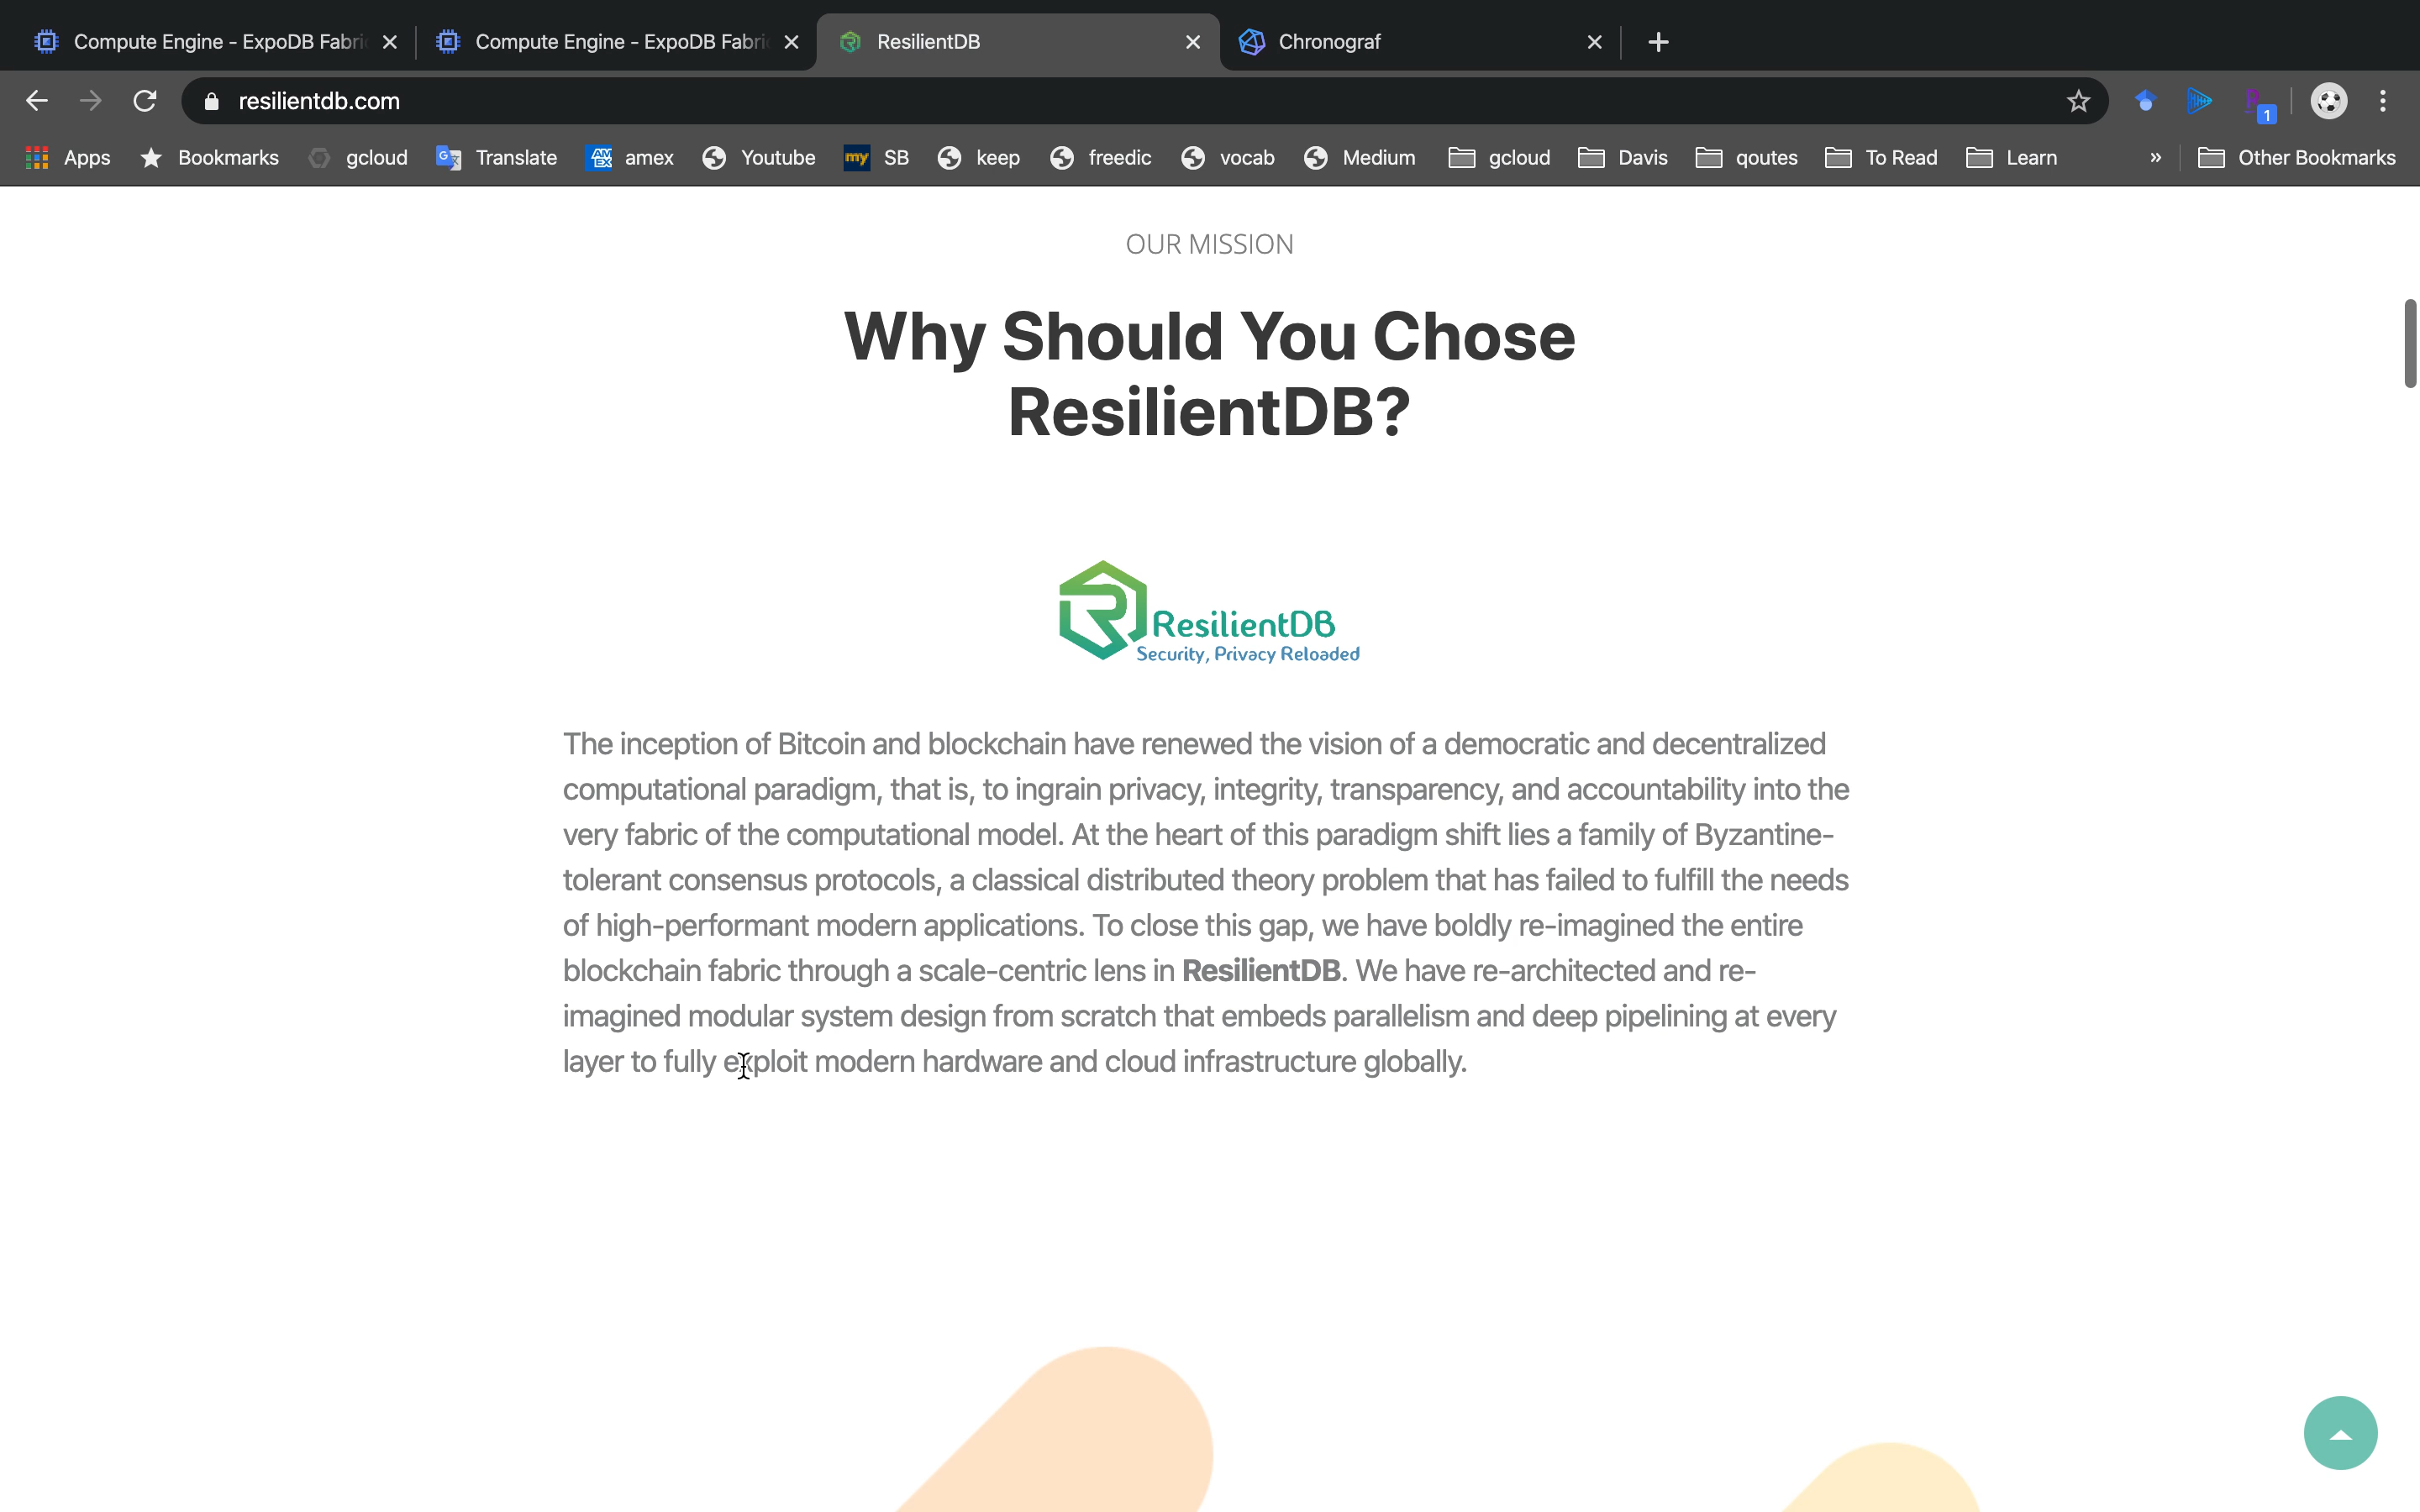 Compute Engine - ExpoDB Fabri
Compute Engine - ExpoDB Fabri
ResilientDB
Chronograf
resilientdb.com
1
Apps
Bookmarks
gcloud
Translate
AM EX
amex
Youtube
my
SB
keep
freedic
vocab
Medium
gcloud
Davis
qoutes
To Read
Learn
»
Other Bookmarks
OUR MISSION
Why Should You Chose
ResilientDB?
ResilientDB
Security, Privacy Reloaded
The inception of Bitcoin and blockchain have renewed the vision of a democratic and decentralized
computational paradigm, that is, to ingrain privacy, integrity, transparency, and accountability into the
very fabric of the computational model. At the heart of this paradigm shift lies a family of Byzantine-
tolerant consensus protocols, a classical distributed theory problem that has failed to fulfill the needs
of high-performant modern applications. To close this gap, we have boldly re-imagined the entire
blockchain fabric through a scale-centric lens in ResilientDB. We have re-architected and re-
imagined modular system design from scratch that embeds parallelism and deep pipelining at every
layer to fully exploit modern hardware and cloud infrastructure globally.